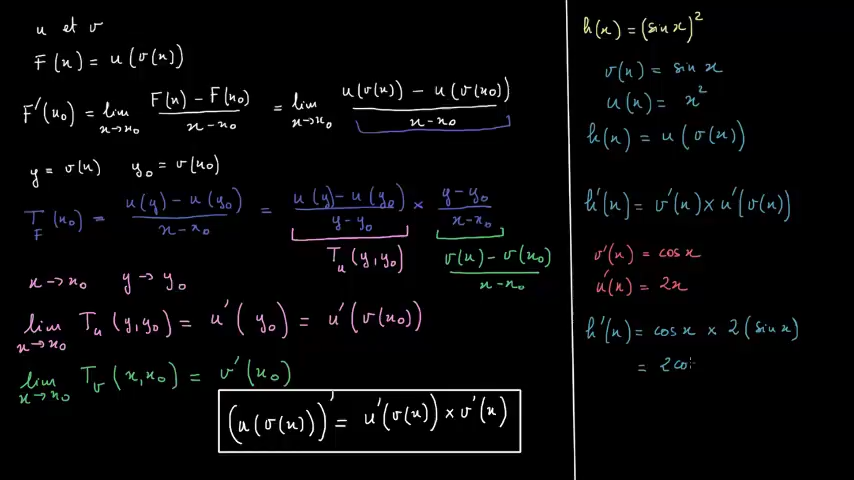 u et v
F(x) = u(v(x))
F'(x₀) = lim x→x₀ (F(x) − F(x₀))/(x − x₀) = lim x→x₀ (u(v(x)) − u(v(x₀)))/(x − x₀)
y = v(x) y₀ = v(x₀)
T_F(x₀) = (u(y) − u(y₀))/(x − x₀) = (u(y) − u(y₀))/(y − y₀) × (y − y₀)/(x − x₀)
T_u(y, y₀) (v(x) − v(x₀))/(x − x₀)
x → x₀ y → y₀
lim x→x₀ T_u(y, y₀) = u'(y₀) = u'(v(x₀))
lim x→x₀ T_v(x, x₀) = v'(x₀)
(u(v(x)))' = u'(v(x)) × v'(x)
h(x) = (sin x)²
v(x) = sin x
u(x) = x²
h(x) = u(v(x))
h'(x) = v'(x) × u'(v(x))
v'(x) = cos x
u'(x) = 2x
h'(x) = cos x × 2(sin x)
= 2 cos